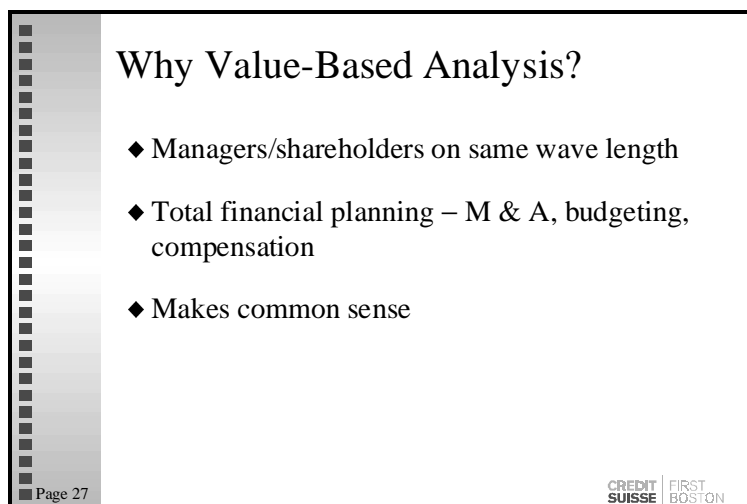 Why Value-Based Analysis?
◆ Managers/shareholders on same wave length
◆ Total financial planning – M & A, budgeting,
compensation
◆ Makes common sense
Page 27
CREDIT FIRST
SUISSE BOSTON